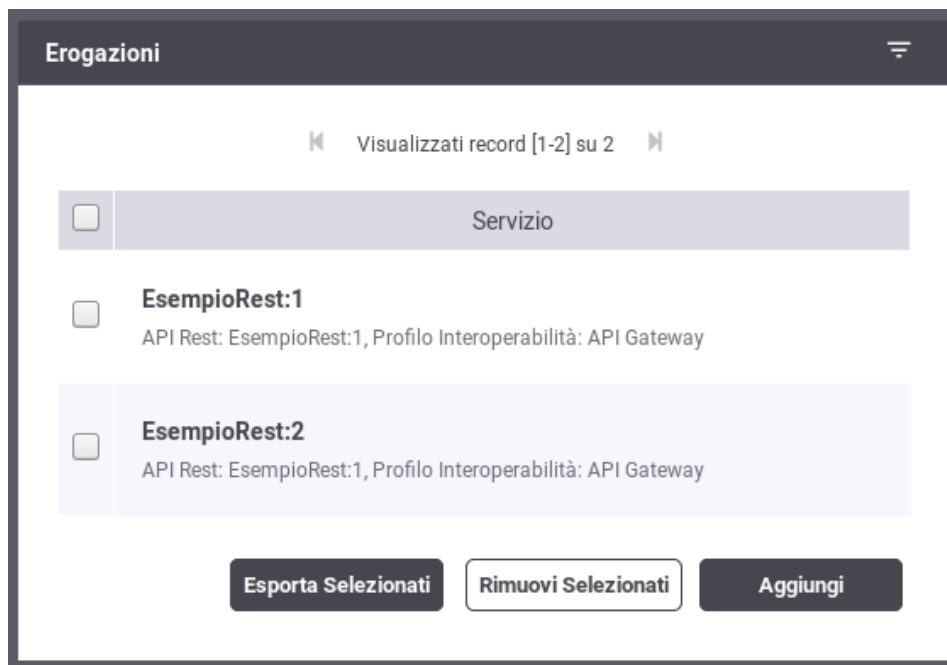 Erogazioni
Visualizzati record [1-2] su 2
Servizio
EsempioRest:1
API Rest: EsempioRest:1, Profilo Interoperabilità: API Gateway
EsempioRest:2
API Rest: EsempioRest:1, Profilo Interoperabilità: API Gateway
Esporta Selezionati Rimuovi Selezionati Aggiungi